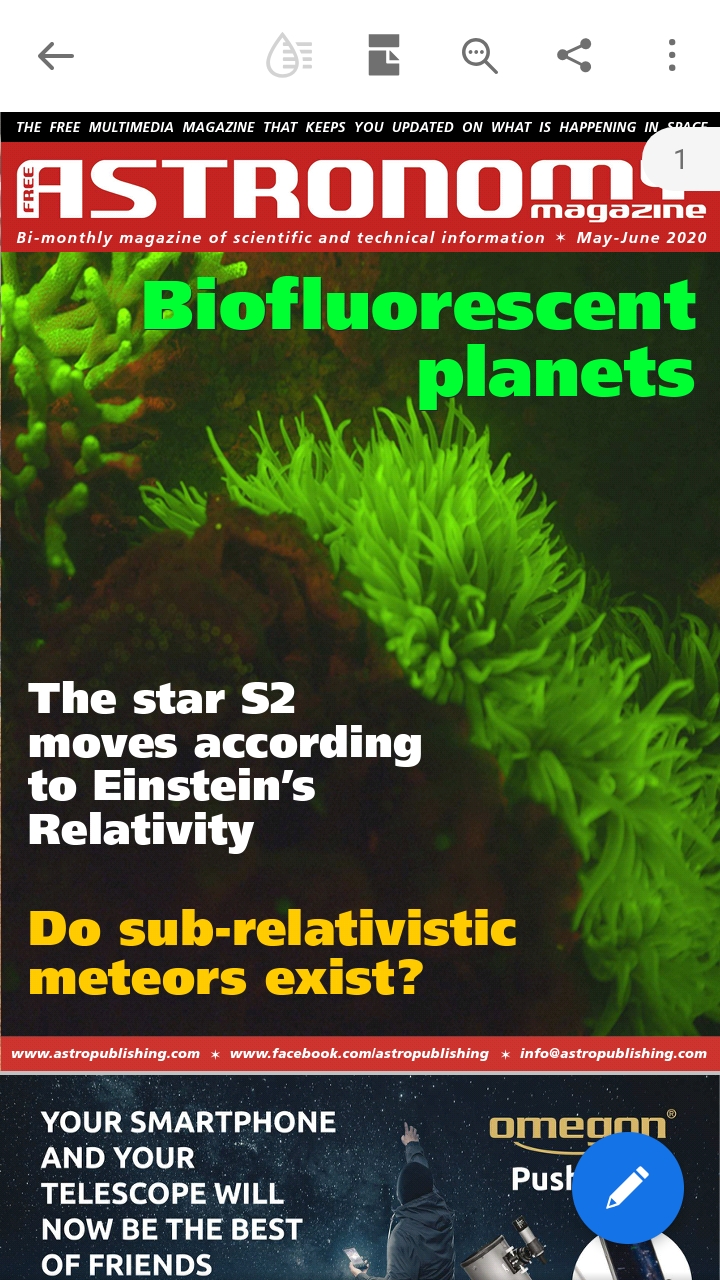 THE FREE MULTIMEDIA MAGAZINE THAT KEEPS YOU UPDATED ON WHAT IS HAPPENING IN SPACE
1
FREE
ASTRONOMY
magazine
Bi-monthly magazine of scientific and technical information ✶ May-June 2020
Biofluorescent
planets
The star S2
moves according
to Einstein’s
Relativity
Do sub-relativistic
meteors exist?
www.astropublishing.com ✶ www.facebook.com/astropublishing ✶ info@astropublishing.com
YOUR SMARTPHONE
AND YOUR
TELESCOPE WILL
NOW BE THE BEST
OF FRIENDS
omegon®
Push